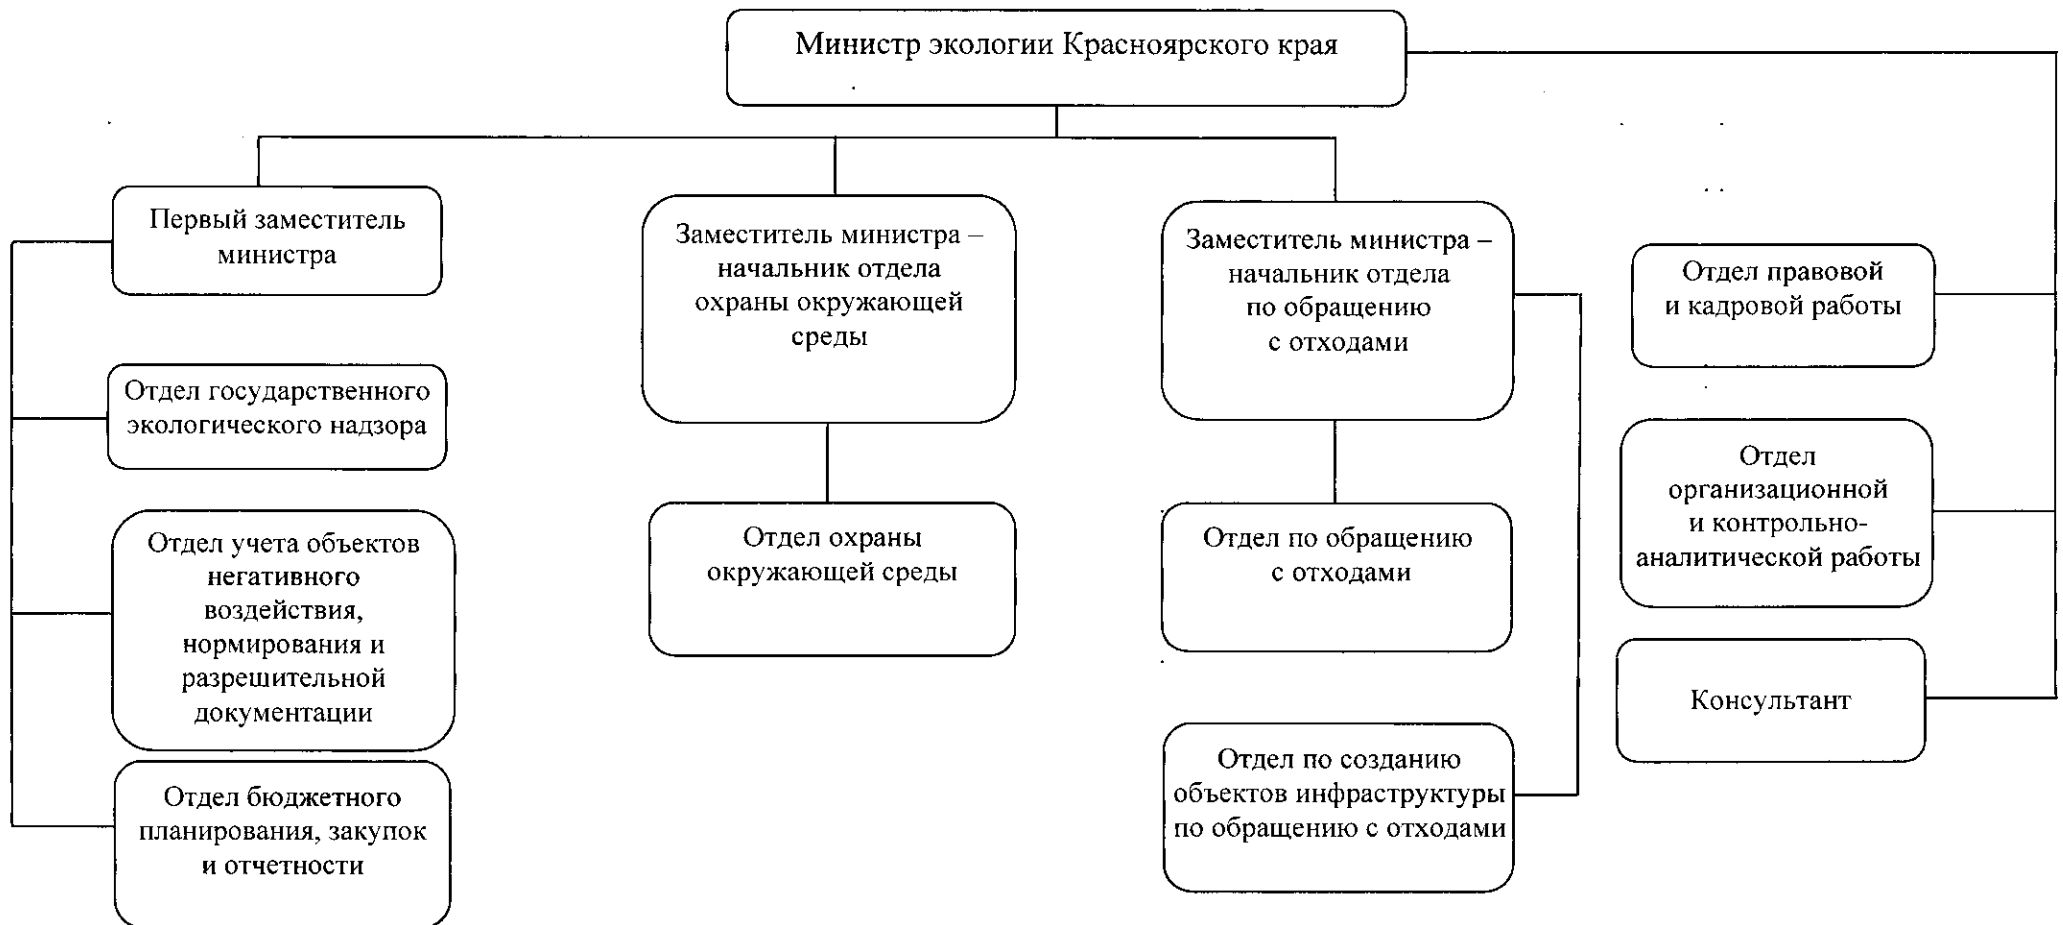 Министр экологии Красноярского края
Первый заместитель
министра
Заместитель министра –
начальник отдела
охраны окружающей
среды
Заместитель министра –
начальник отдела
по обращению
с отходами
Отдел правовой
и кадровой работы
Отдел государственного
экологического надзора
Отдел
организационной
и контрольно-
аналитической работы
Отдел учета объектов
негативного
воздействия,
нормирования и
разрешительной
документации
Отдел охраны
окружающей среды
Отдел по обращению
с отходами
Консультант
Отдел бюджетного
планирования, закупок
и отчетности
Отдел по созданию
объектов инфраструктуры
по обращению с отходами